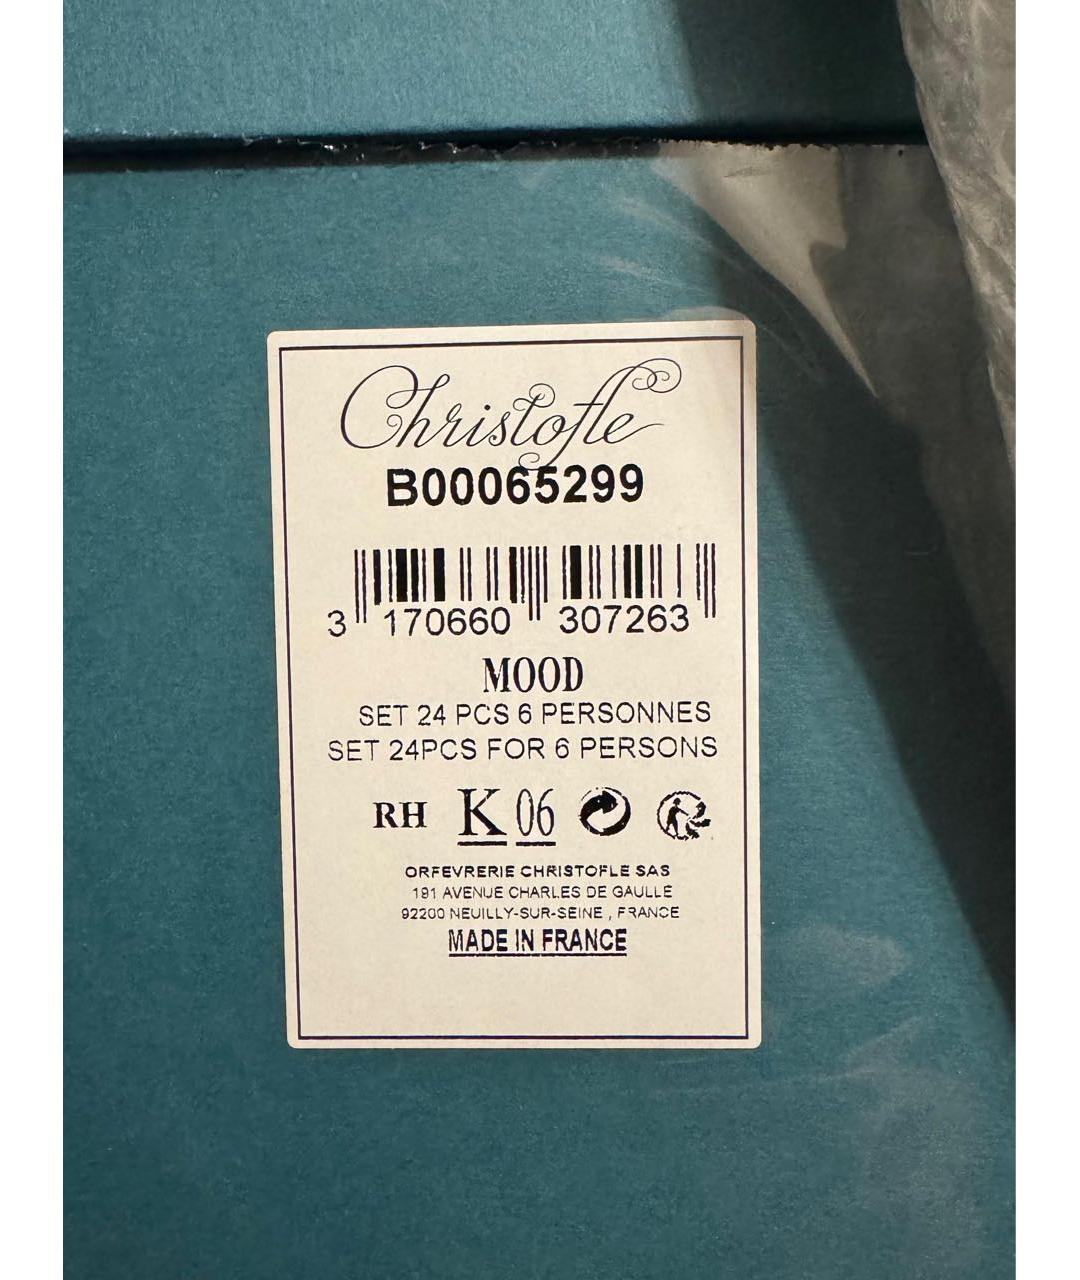 Christofle
B00065299
3 170660 307263
MOOD
SET 24 PCS 6 PERSONNES
SET 24PCS FOR 6 PERSONS
RH K 06
ORFEVRERIE CHRISTOFLE SAS
191 AVENUE CHARLES DE GAULLE
92200 NEUILLY-SUR-SEINE , FRANCE
MADE IN FRANCE